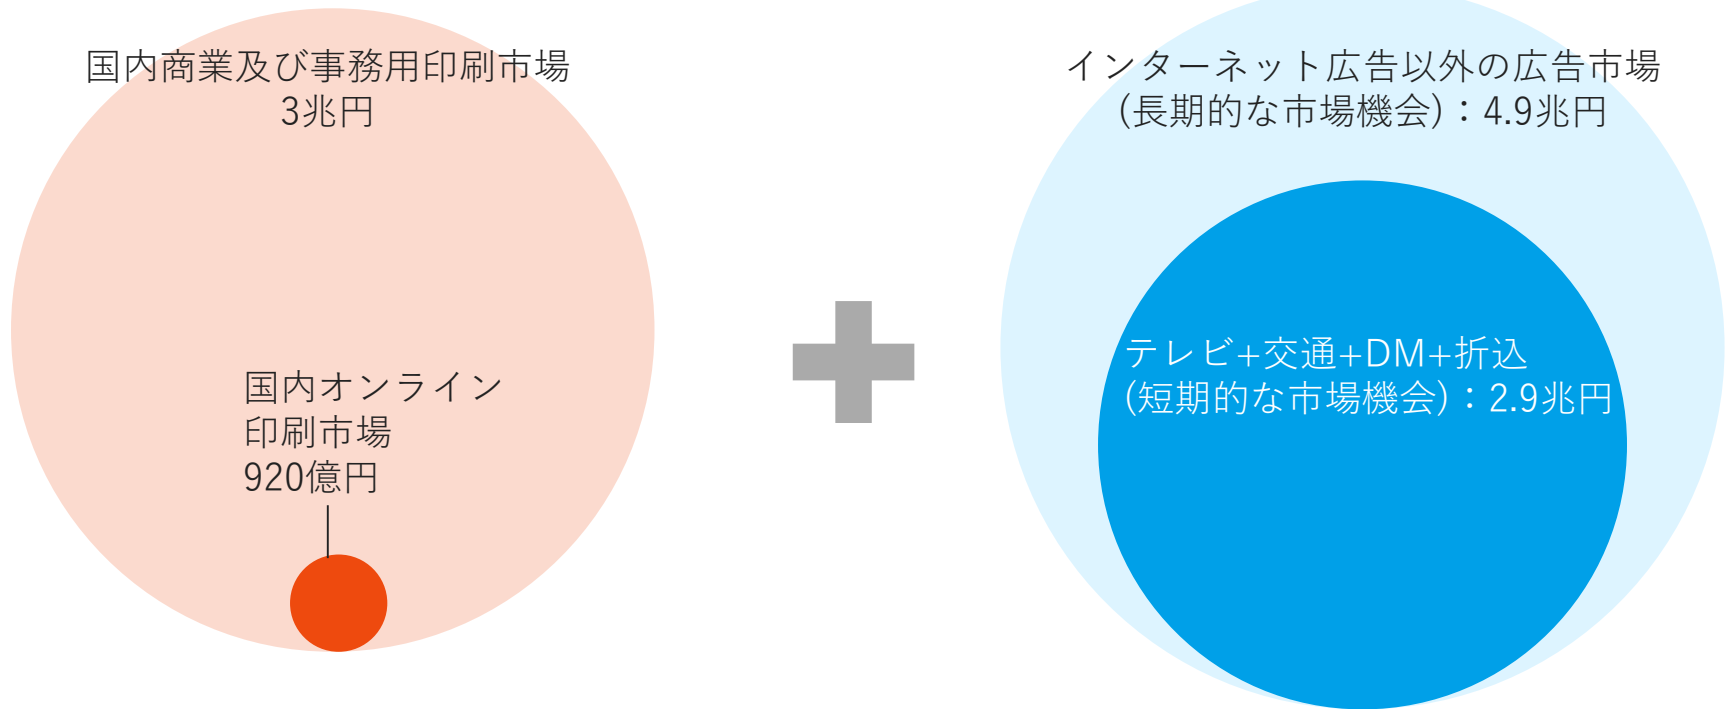 国内商業及び事務用印刷市場
3兆円
国内オンライン
印刷市場
920億円
インターネット広告以外の広告市場
(長期的な市場機会)：4.9兆円
テレビ+交通+DM+折込
(短期的な市場機会)：2.9兆円